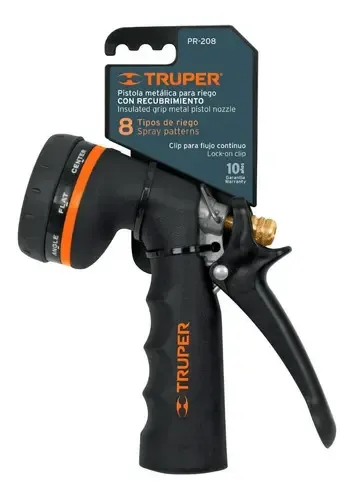 PR-208
TRUPER
Pistola metálica para riego
CON RECUBRIMIENTO
Insulated grip metal pistol nozzle
8 Tipos de riego
Spray patterns
Clip para flujo continuo
Lock-on clip
10
Garantía
Warranty
CENTER
FLAT
ANGLE
TRUPER